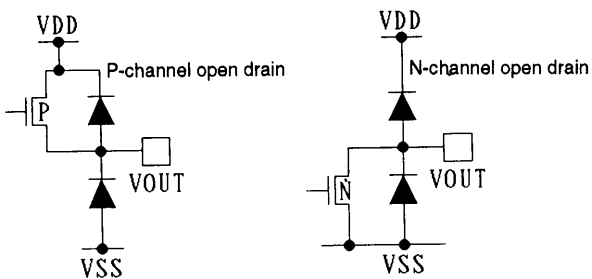 VDD
P-channel open drain
P
VOUT
VSS
VDD
N-channel open drain
N
VOUT
VSS